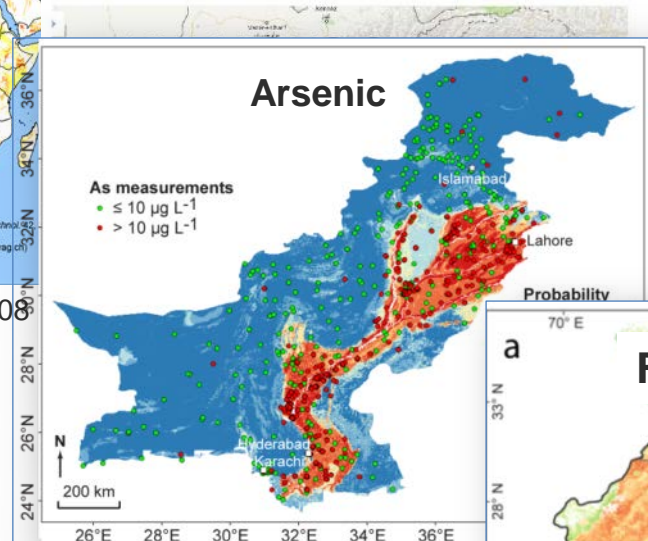 Arsenic
As measurements
≤ 10 µg L-1
> 10 µg L-1
Islamabad
Lahore
Hyderabad
Karachi
Probability
N
200 km
36°N
34°N
32°N
30°N
28°N
26°N
24°N
26°E
28°E
30°E
32°E
34°E
36°E
08
a
70° E
33° N
28° N